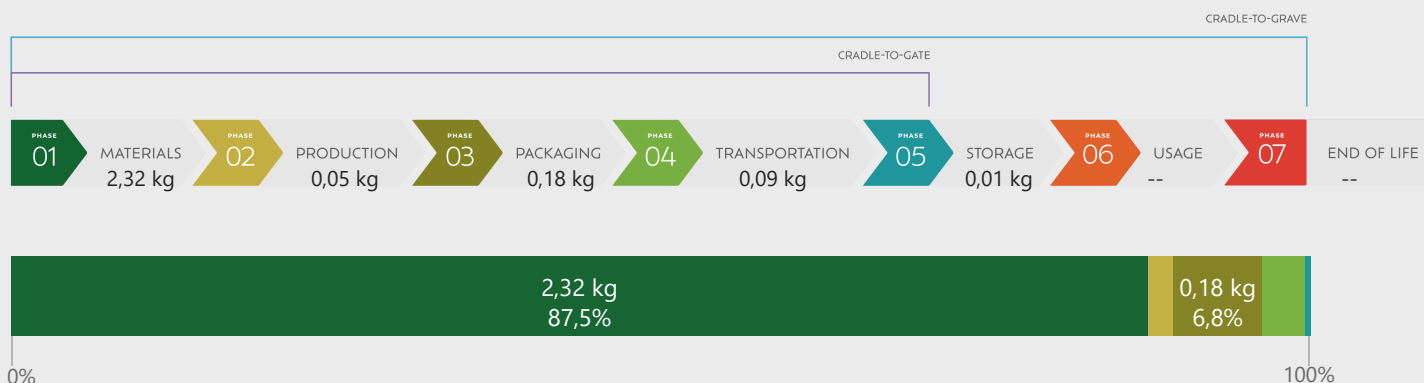 CRADLE-TO-GRAVE
CRADLE-TO-GATE
PHASE
01
MATERIALS
2,32 kg
PHASE
02
PRODUCTION
0,05 kg
PHASE
03
PACKAGING
0,18 kg
PHASE
04
TRANSPORTATION
0,09 kg
PHASE
05
STORAGE
0,01 kg
PHASE
06
USAGE
--
PHASE
07
END OF LIFE
--
2,32 kg
87,5%
0,18 kg
6,8%
0%
100%